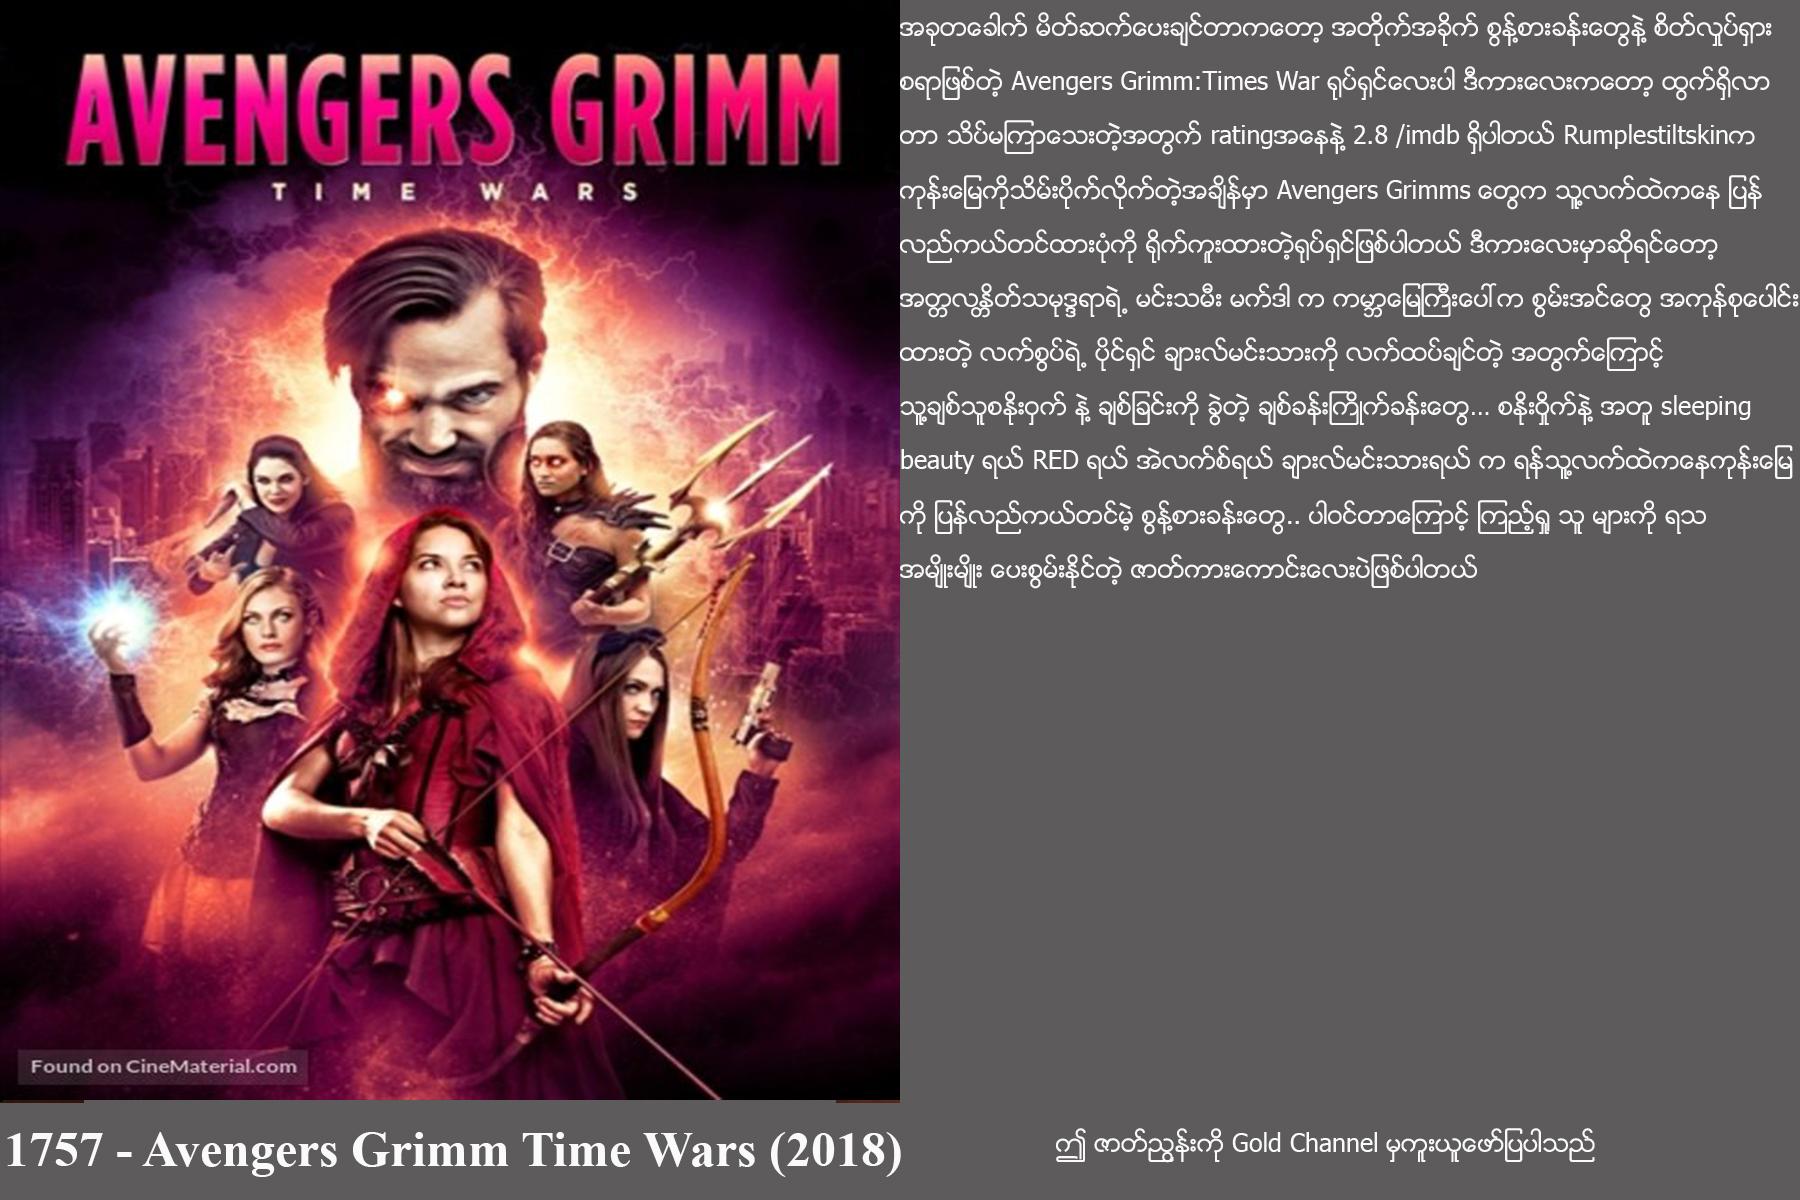 AVENGERS GRIMM
TIME WARS
Found on CineMaterial.com
1757 - Avengers Grimm Time Wars (2018)
အခုတခေါက် မိတ်ဆက်ပေးချင်တာကတော့ အတိုက်အခိုက် စွန့်စားခန်းတွေနဲ့ စိတ်လှုပ်ရှား
စရာဖြစ်တဲ့ Avengers Grimm:Times War ရုပ်ရှင်လေးပါ ဒီကားလေးကတော့ ထွက်ရှိလာ
တာ သိပ်မကြာသေးတဲ့အတွက် ratingအနေနဲ့ 2.8 /imdb ရှိပါတယ် Rumplestiltskinက
ကုန်းမြေကိုသိမ်းပိုက်လိုက်တဲ့အချိန်မှာ Avengers Grimms တွေက သူ့လက်ထဲကနေ ပြန်
လည်ကယ်တင်ထားပုံကို ရိုက်ကူးထားတဲ့ရုပ်ရှင်ဖြစ်ပါတယ် ဒီကားလေးမှာဆိုရင်တော့
အတ္တလန္တိတ်သမုဒ္ဒရာရဲ့ မင်းသမီး မက်ဒါ က ကမ္ဘာမြေကြီးပေါ်က စွမ်းအင်တွေ အကုန်စုပေါင်း
ထားတဲ့ လက်စွပ်ရဲ့ ပိုင်ရှင် ချားလ်မင်းသားကို လက်ထပ်ချင်တဲ့ အတွက်ကြောင့်
သူ့ချစ်သူစနိုးဝှက် နဲ့ ချစ်ခြင်းကို ခွဲတဲ့ ချစ်ခန်းကြိုက်ခန်းတွေ... စနိုးဝှိုက်နဲ့ အတူ sleeping
beauty ရယ် RED ရယ် အဲလက်စ်ရယ် ချားလ်မင်းသားရယ် က ရန်သူ့လက်ထဲကနေကုန်းမြေ
ကို ပြန်လည်ကယ်တင်မဲ့ စွန့်စားခန်းတွေ.. ပါဝင်တာကြောင့် ကြည့်ရှု သူ များကို ရသ
အမျိုးမျိုး ပေးစွမ်းနိုင်တဲ့ ဇာတ်ကားကောင်းလေးပဲဖြစ်ပါတယ်
ဤ ဇာတ်ညွှန်းကို Gold Channel မှကူးယူဖော်ပြပါသည်